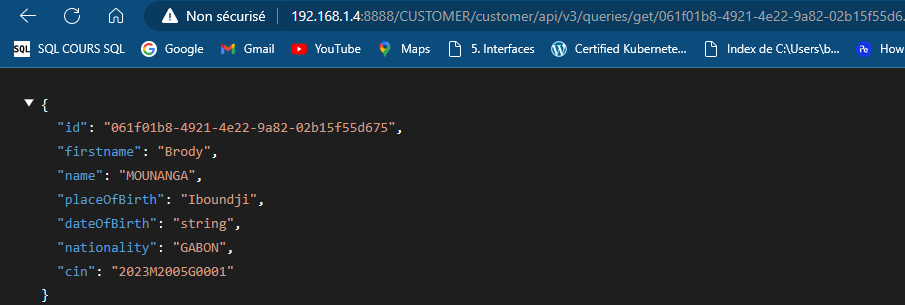 Non sécurisé 192.168.1.4:8888/CUSTOMER/customer/api/v3/queries/get/061f01b8-4921-4e22-9a82-02b15f55d6...
SQL SQL COURS SQL Google Gmail YouTube Maps 5. Interfaces Certified Kubernete... Index de C:\Users\b... How
{
"id": "061f01b8-4921-4e22-9a82-02b15f55d675",
"firstname": "Brody",
"name": "MOUNANGA",
"placeOfBirth": "Iboundji",
"dateOfBirth": "string",
"nationality": "GABON",
"cin": "2023M2005G0001"
}